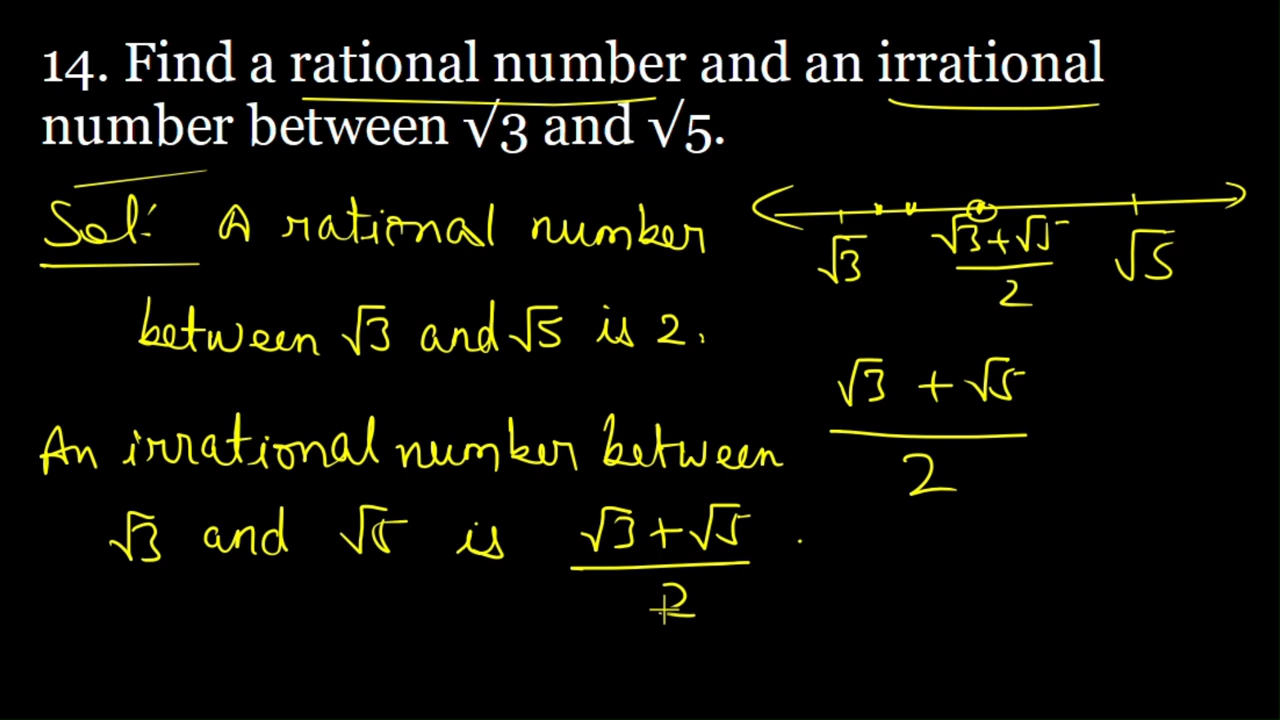 14. Find a rational number and an irrational
number between √3 and √5.
Sol:
A rational number
between √3 and √5 is 2.
An irrational number between
√3 and √5 is √3+√5 / 2 .
√3
√3+√5
2
√5
√3 + √5
2